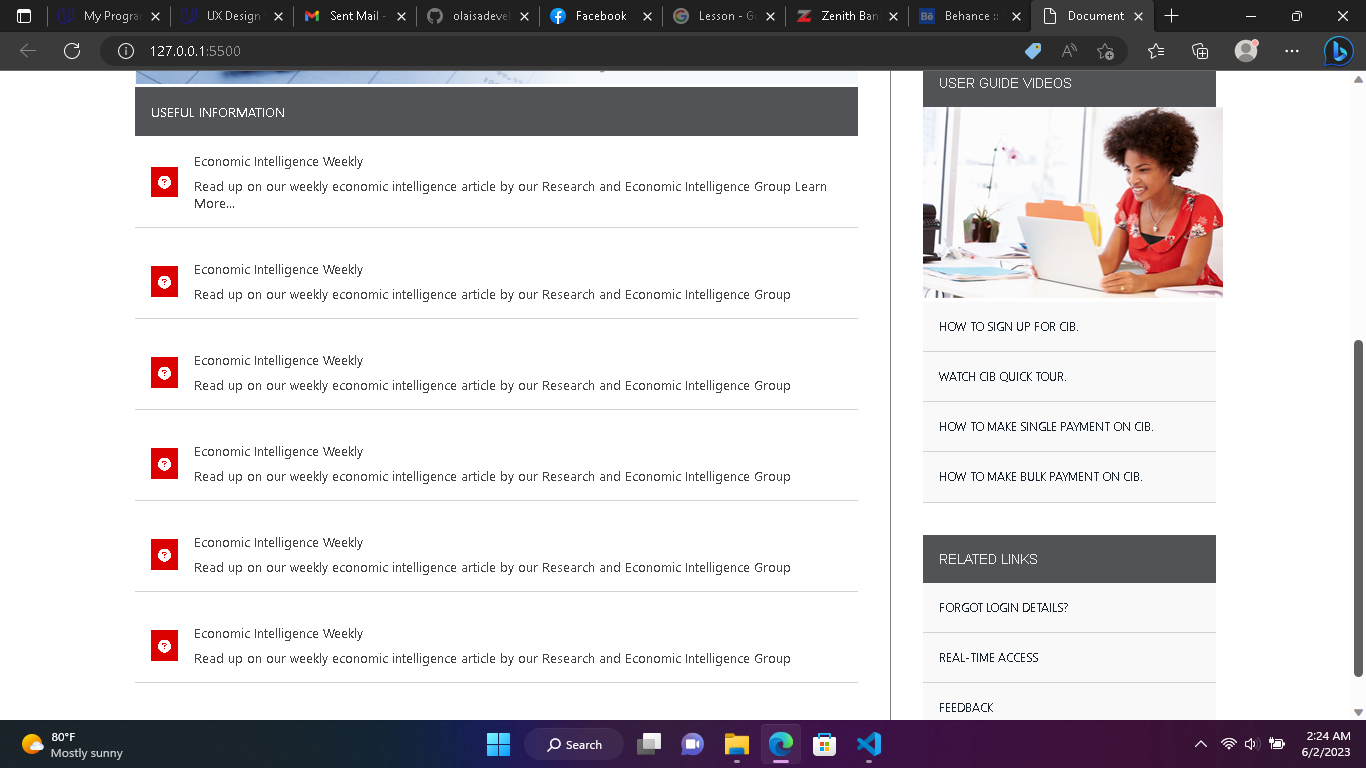 My Progra
UX Design
Sent Mail -
olaisadevel
Facebook
Lesson - Go
Zenith Ban
Bē
Behance ::
Document
127.0.0.1:5500
USEFUL INFORMATION
Economic Intelligence Weekly
Read up on our weekly economic intelligence article by our Research and Economic Intelligence Group Learn
More...
Economic Intelligence Weekly
Read up on our weekly economic intelligence article by our Research and Economic Intelligence Group
Economic Intelligence Weekly
Read up on our weekly economic intelligence article by our Research and Economic Intelligence Group
Economic Intelligence Weekly
Read up on our weekly economic intelligence article by our Research and Economic Intelligence Group
Economic Intelligence Weekly
Read up on our weekly economic intelligence article by our Research and Economic Intelligence Group
Economic Intelligence Weekly
Read up on our weekly economic intelligence article by our Research and Economic Intelligence Group
USER GUIDE VIDEOS
HOW TO SIGN UP FOR CIB.
WATCH CIB QUICK TOUR.
HOW TO MAKE SINGLE PAYMENT ON CIB.
HOW TO MAKE BULK PAYMENT ON CIB.
RELATED LINKS
FORGOT LOGIN DETAILS?
REAL-TIME ACCESS
FEEDBACK
80°F
Mostly sunny
Search
2:24 AM
6/2/2023